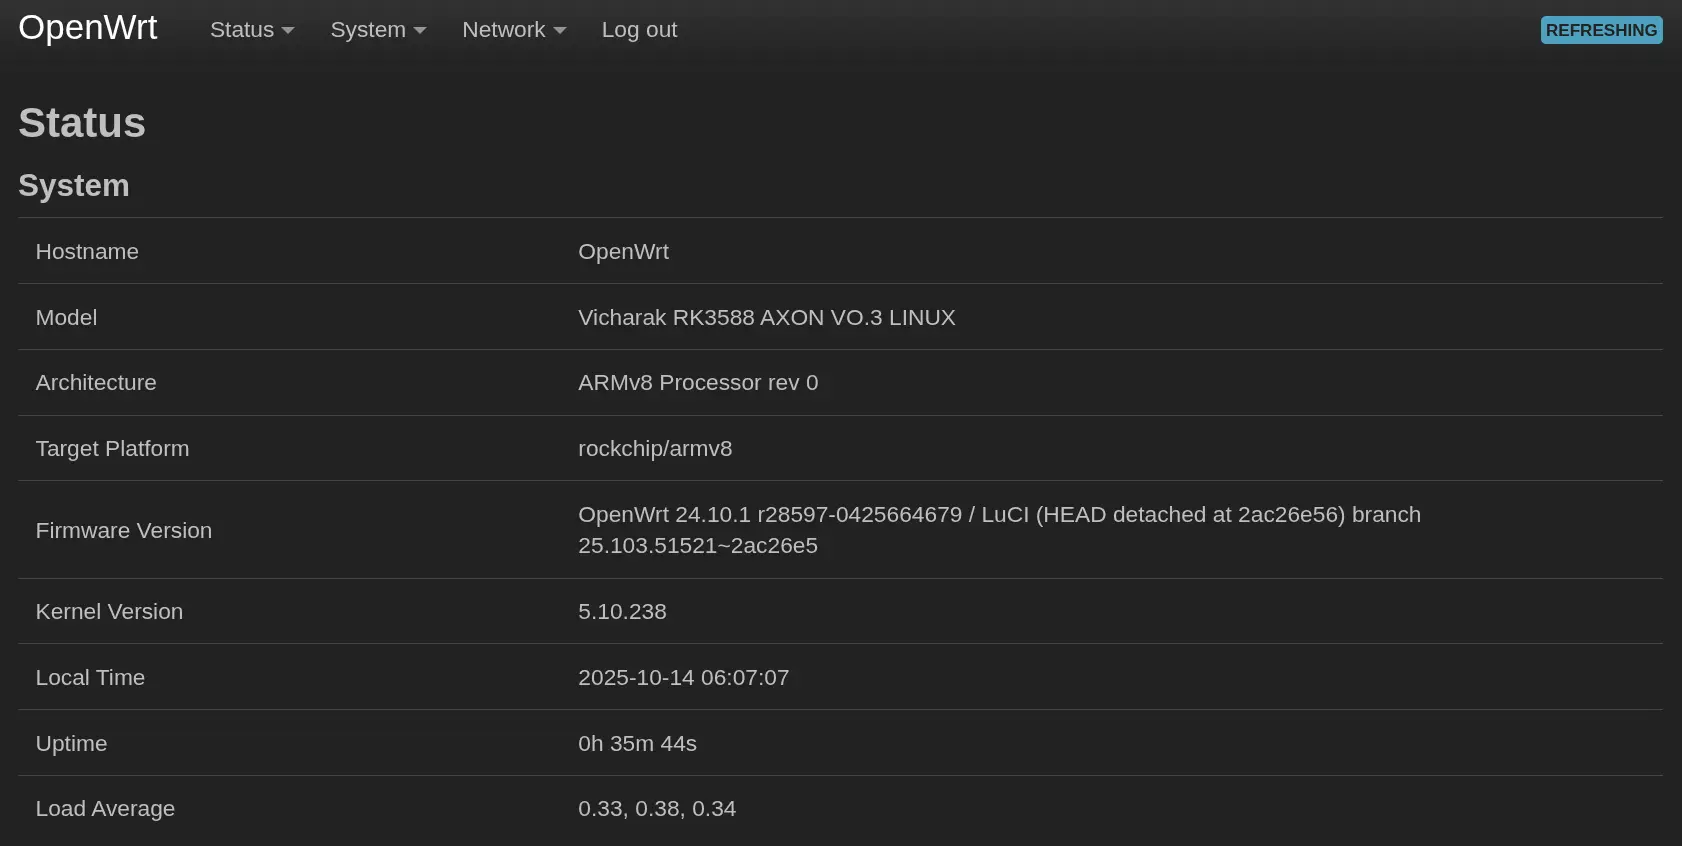 OpenWrt Status System Network Log out REFRESHING
Status
System
Hostname OpenWrt
Model Vicharak RK3588 AXON VO.3 LINUX
Architecture ARMv8 Processor rev 0
Target Platform rockchip/armv8
Firmware Version OpenWrt 24.10.1 r28597-0425664679 / LuCI (HEAD detached at 2ac26e56) branch
25.103.51521~2ac26e5
Kernel Version 5.10.238
Local Time 2025-10-14 06:07:07
Uptime 0h 35m 44s
Load Average 0.33, 0.38, 0.34